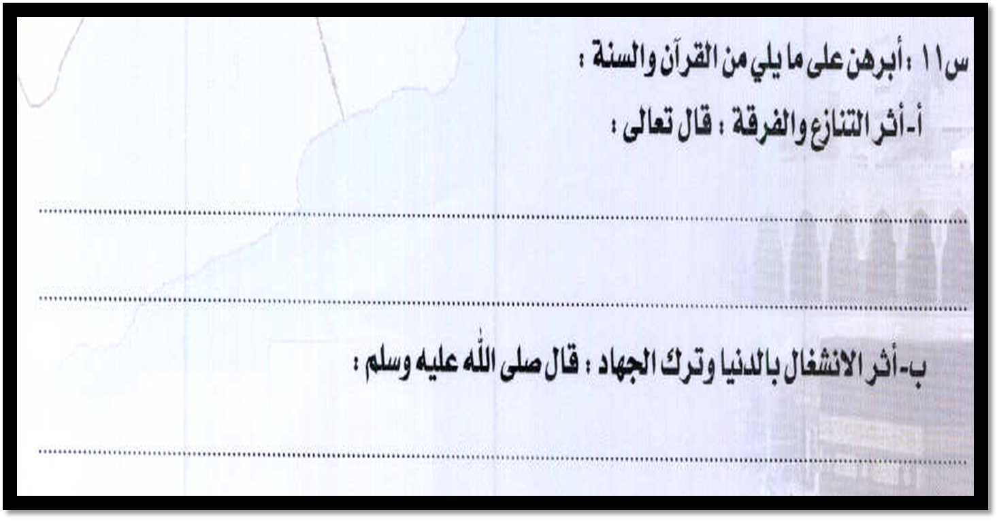 س١١ : أبرهن على ما يلي من القرآن والسنة :
أ-أثر التنازع والفرقة : قال تعالى :
ب-أثر الانشغال بالدنيا وترك الجهاد : قال صلى الله عليه وسلم :